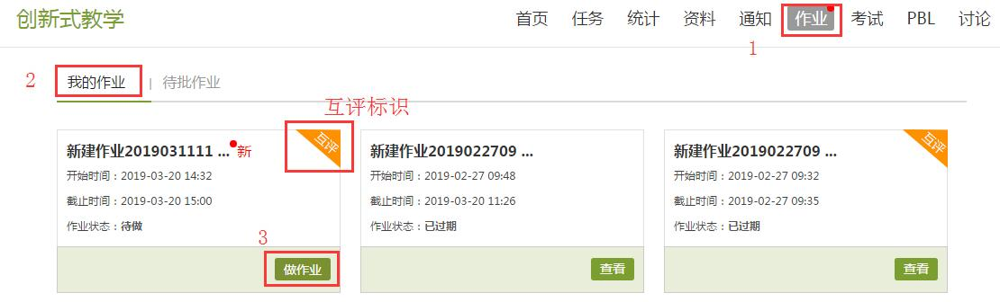 创新式教学
首页 任务 统计 资料 通知 作业 考试 PBL 讨论
1
2 我的作业 | 待批作业
互评标识
新建作业2019031111 ... 新 互评
开始时间：2019-03-20 14:32
截止时间：2019-03-20 15:00
作业状态：待做
3
做作业
新建作业2019022709 ...
开始时间：2019-02-27 09:48
截止时间：2019-03-20 11:26
作业状态：已过期
查看
新建作业2019022709 ... 互评
开始时间：2019-02-27 09:32
截止时间：2019-02-27 09:35
作业状态：已过期
查看